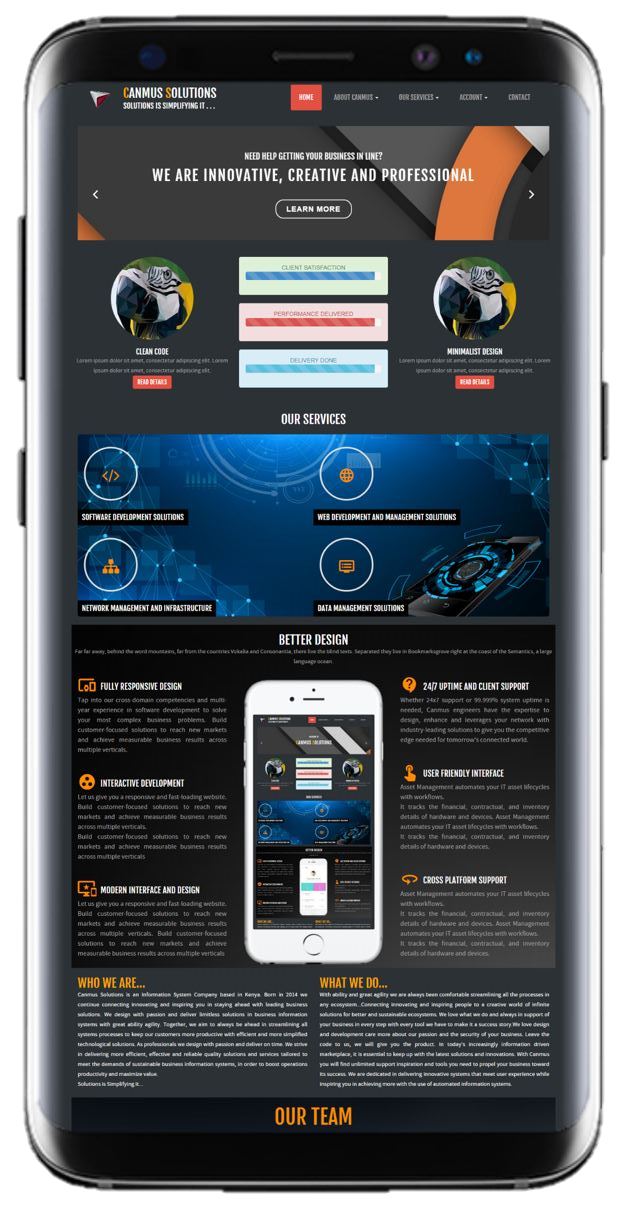 CANMUS SOLUTIONS
SOLUTIONS IS SIMPLIFYING IT . . .
HOME
ABOUT CANMUS
OUR SERVICES
ACCOUNT
CONTACT
NEED HELP GETTING YOUR BUSINESS IN LINE?
WE ARE INNOVATIVE, CREATIVE AND PROFESSIONAL
LEARN MORE
CLIENT SATISFACTION
PERFORMANCE DELIVERED
DELIVERY DONE
CLEAN CODE
Lorem ipsum dolor sit amet, consectetur adipiscing elit. Lorem
ipsum dolor sit amet, consectetur adipiscing elit.
READ DETAILS
MINIMALIST DESIGN
Lorem ipsum dolor sit amet, consectetur adipiscing elit. Lorem
ipsum dolor sit amet, consectetur adipiscing elit.
READ DETAILS
OUR SERVICES
SOFTWARE DEVELOPMENT SOLUTIONS
WEB DEVELOPMENT AND MANAGEMENT SOLUTIONS
NETWORK MANAGEMENT AND INFRASTRUCTURE
DATA MANAGEMENT SOLUTIONS
BETTER DESIGN
Far far away, behind the word mountains, far from the countries Vokalia and Consonantia, there live the blind texts. Separated they live in Bookmarksgrove right at the coast of the Semantics, a large
language ocean.
FULLY RESPONSIVE DESIGN
Tap into our cross-domain competencies and multi-
year experience in software development to solve
your most complex business problems. Build
customer-focused solutions to reach new markets
and achieve measurable business results across
multiple verticals.
INTERACTIVE DEVELOPMENT
Let us give you a responsive and fast-loading website.
Build customer-focused solutions to reach new
markets and achieve measurable business results
across multiple verticals.
Build customer-focused solutions to reach new
markets and achieve measurable business results
across multiple verticals
MODERN INTERFACE AND DESIGN
Let us give you a responsive and fast-loading website.
Build customer-focused solutions to reach new
markets and achieve measurable business results
across multiple verticals. Build customer-focused
solutions to reach new markets and achieve
measurable business results across multiple verticals
24/7 UPTIME AND CLIENT SUPPORT
Whether 24x7 support or 99.999% system uptime is
needed, Canmus engineers have the expertise to
design, enhance and leverages your network with
industry-leading solutions to give you the competitive
edge needed for tomorrow's connected world.
USER FRIENDLY INTERFACE
Asset Management automates your IT asset lifecycles
with workflows.
It tracks the financial, contractual, and inventory
details of hardware and devices. Asset Management
automates your IT asset lifecycles with workflows.
It tracks the financial, contractual, and inventory
details of hardware and devices.
CROSS PLATFORM SUPPORT
Asset Management automates your IT asset lifecycles
with workflows.
It tracks the financial, contractual, and inventory
details of hardware and devices. Asset Management
automates your IT asset lifecycles with workflows.
It tracks the financial, contractual, and inventory
details of hardware and devices.
WHO WE ARE...
Canmus Solutions is an Information System Company based in Kenya. Born in 2014 we
continue connecting innovating and inspiring you in staying ahead with leading business
solutions. We design with passion and deliver limitless solutions in business information
systems with great ability agility. Together, we aim to always be ahead in streamlining all
systems processes to keep our customers more productive with efficient and more simplified
technological solutions. As professionals we design with passion and deliver on time. We strive
in delivering more efficient, effective and reliable quality solutions and services tailored to
meet the demands of sustainable business information systems, in order to boost operations
productivity and maximize value.
Solutions is Simplifying it...
WHAT WE DO...
With ability and great agility we are always been comfortable streamlining all the processes in
any ecosystem...Connecting innovating and inspiring people to a creative world of infinite
solutions for better and sustainable ecosystems. We love what we do and always in support of
your business in every step with every tool we have to make it a success story.We love design
and development care more about our passion and the security of your business. Leave the
code to us, we will give you the product. In today's increasingly information driven
marketplace, it is essential to keep up with the latest solutions and innovations. With Canmus
you will find unlimited support inspiration and tools you need to propel your business toward
its success. We are dedicated in delivering innovative systems that meet user experience while
inspiring you in achieving more with the use of automated information systems.
OUR TEAM